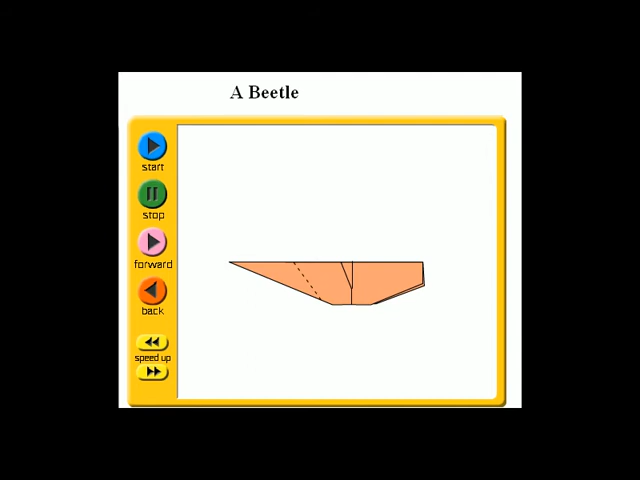 A Beetle
start
stop
forward
back
speed up